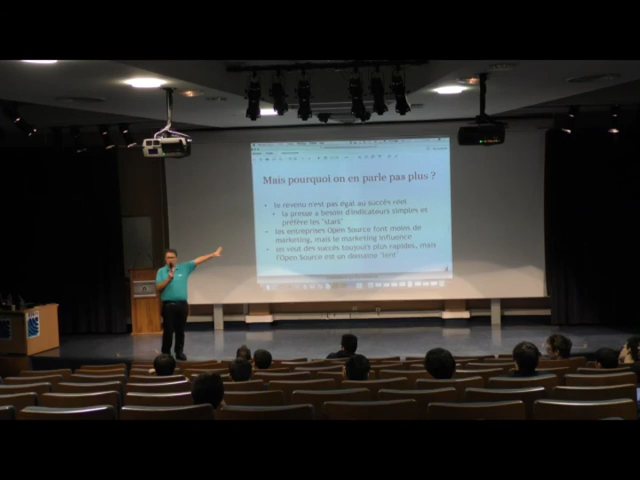 Mais pourquoi on en parle pas plus ?
le revenu n'est pas égal au succès réel
la presse a besoin d'indicateurs simples et
préfère les "stars"
les entreprises Open Source font moins de
marketing, mais le marketing influence
on veut des succès toujours plus rapides, mais
l'Open Source est un domaine "lent"